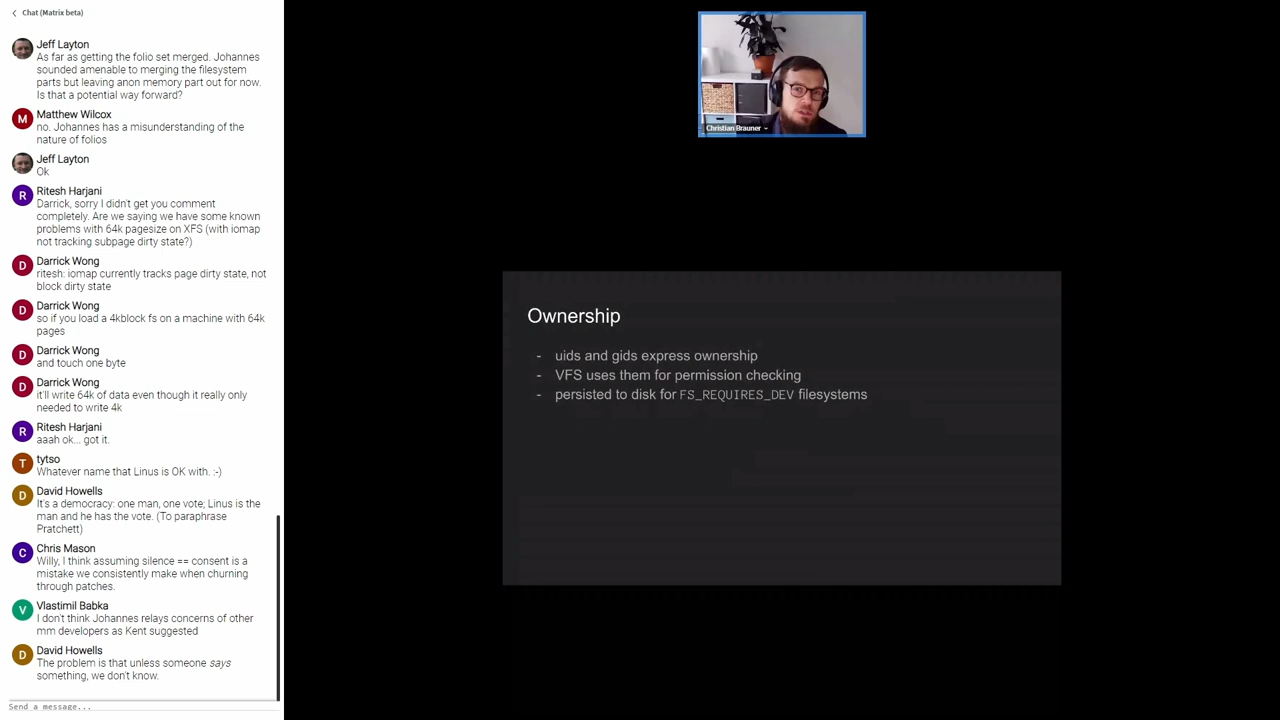 Chat (Matrix beta)
Jeff Layton
As far as getting the folio set merged. Johannes
sounded amenable to merging the filesystem
parts but leaving anon memory part out for now.
Is that a potential way forward?
M
Matthew Wilcox
no. Johannes has a misunderstanding of the
nature of folios
Jeff Layton
Ok
R
Ritesh Harjani
Darrick, sorry I didn't get you comment
completely. Are we saying we have some known
problems with 64k pagesize on XFS (with iomap
not tracking subpage dirty state?)
D
Darrick Wong
ritesh: iomap currently tracks page dirty state, not
block dirty state
D
Darrick Wong
so if you load a 4kblock fs on a machine with 64k
pages
D
Darrick Wong
and touch one byte
D
Darrick Wong
it'll write 64k of data even though it really only
needed to write 4k
R
Ritesh Harjani
aaah ok... got it.
T
tytso
Whatever name that Linus is OK with. :-)
D
David Howells
It's a democracy: one man, one vote; Linus is the
man and he has the vote. (To paraphrase
Pratchett)
C
Chris Mason
Willy, I think assuming silence == consent is a
mistake we consistently make when churning
through patches.
V
Vlastimil Babka
I don't think Johannes relays concerns of other
mm developers as Kent suggested
D
David Howells
The problem is that unless someone says
something, we don't know.
Send a message...
Christian Brauner
Ownership
- uids and gids express ownership
- VFS uses them for permission checking
- persisted to disk for FS_REQUIRES_DEV filesystems